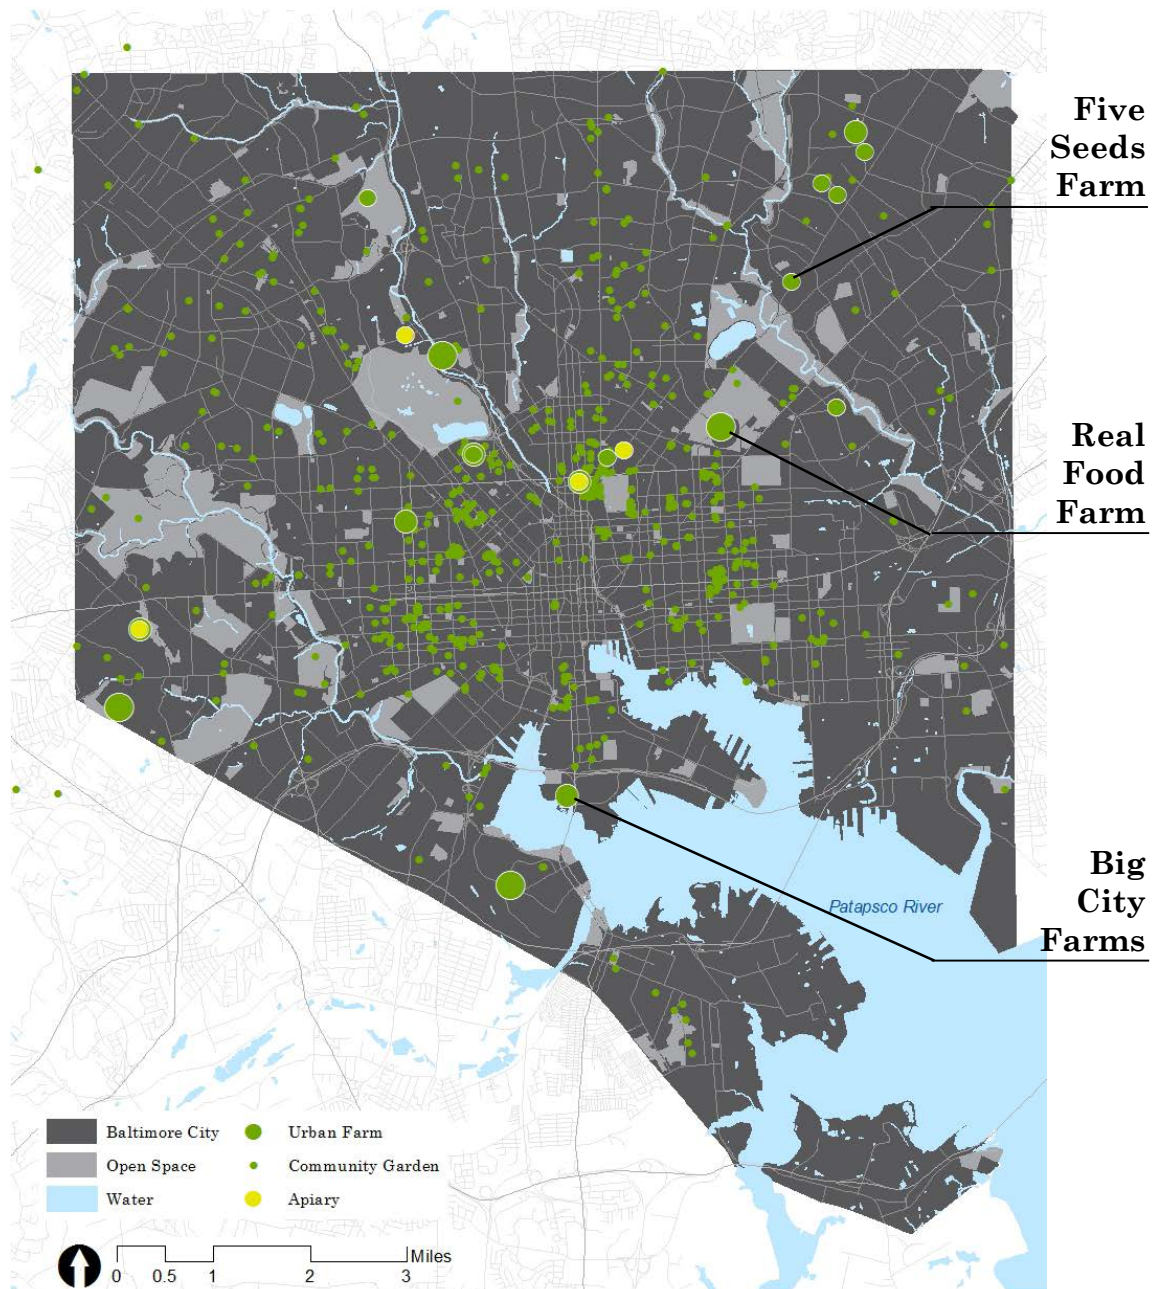 Five
Seeds
Farm
Real
Food
Farm
Big
City
Farms
Patapsco River
Baltimore City
Urban Farm
Open Space
Community Garden
Water
Apiary
Miles
0 0.5 1 2 3